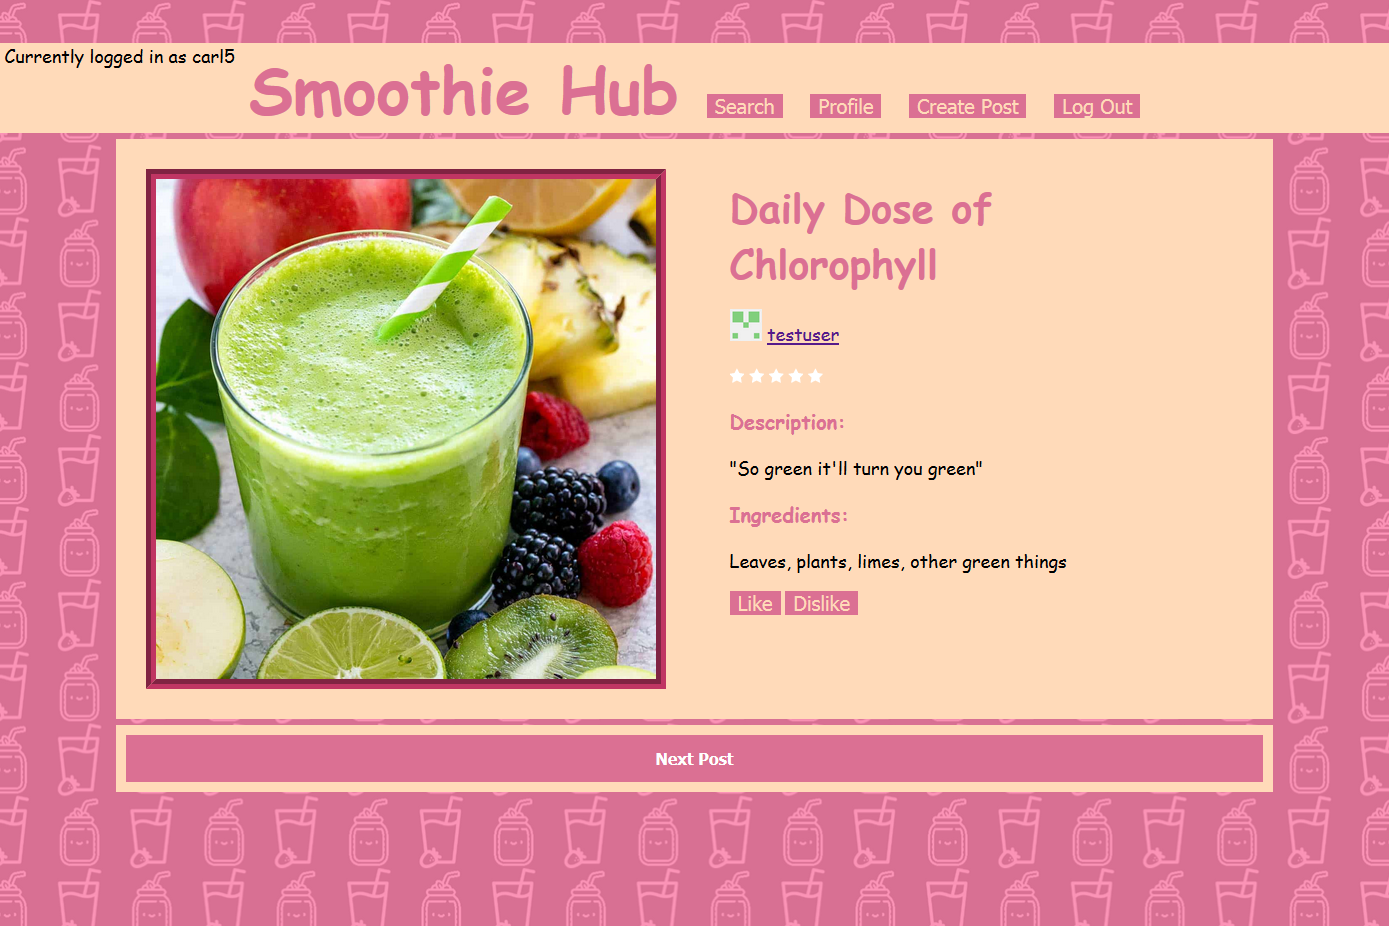 Currently logged in as carl5
Smoothie Hub
Search
Profile
Create Post
Log Out
Daily Dose of
Chlorophyll
testuser
Description:
"So green it'll turn you green"
Ingredients:
Leaves, plants, limes, other green things
Like
Dislike
Next Post